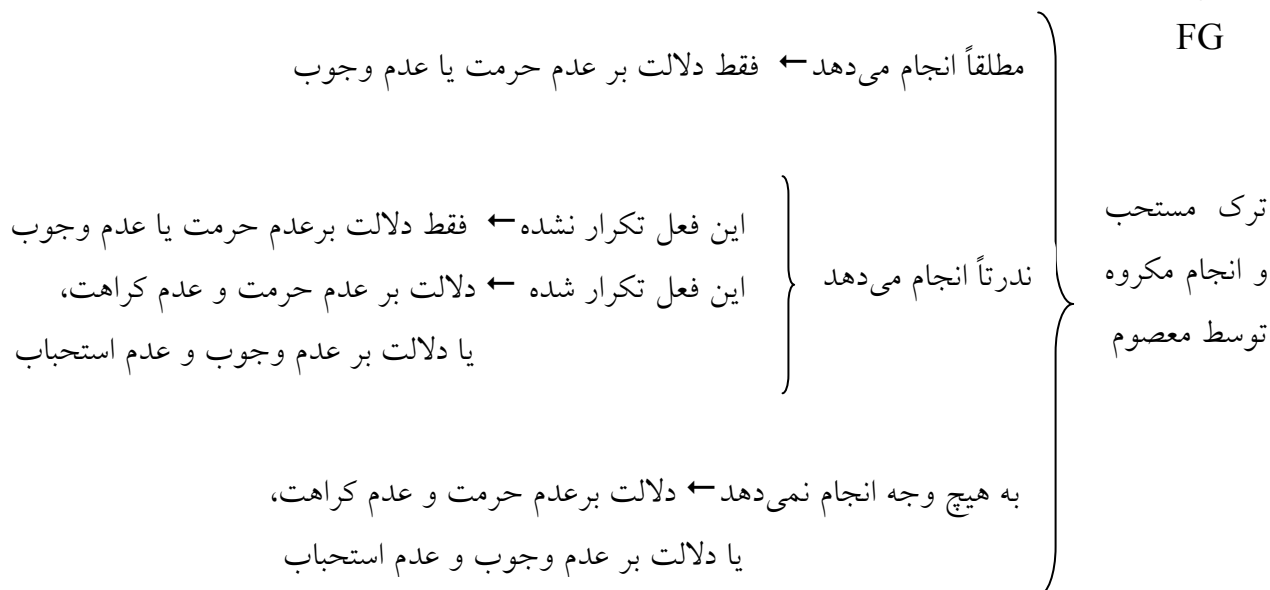 FG
ترک مستحب
و انجام مکروه
توسط معصوم
مطلقاً انجام می‌دهد← فقط دلالت بر عدم حرمت یا عدم وجوب
ندرتاً انجام می‌دهد
این فعل تکرار نشده← فقط دلالت برعدم حرمت یا عدم وجوب
این فعل تکرار شده ← دلالت بر عدم حرمت و عدم کراهت،
یا دلالت بر عدم وجوب و عدم استحباب
به هیچ وجه انجام نمی‌دهد← دلالت برعدم حرمت و عدم کراهت،
یا دلالت بر عدم وجوب و عدم استحباب